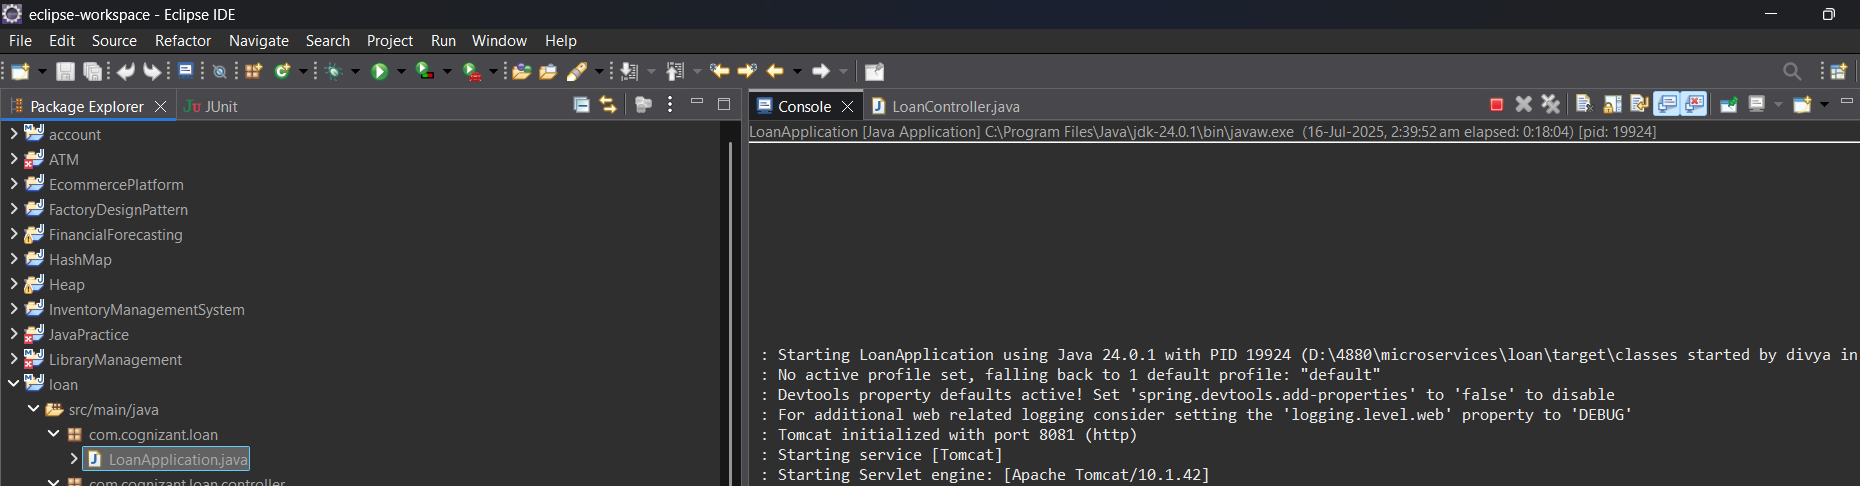 eclipse-workspace - Eclipse IDE
File Edit Source Refactor Navigate Search Project Run Window Help
Package Explorer
JUnit
account
ATM
EcommercePlatform
FactoryDesignPattern
FinancialForecasting
HashMap
Heap
InventoryManagementSystem
JavaPractice
LibraryManagement
loan
src/main/java
com.cognizant.loan
LoanApplication.java
com.cognizant.loan.controller
Console
LoanController.java
LoanApplication [Java Application] C:\Program Files\Java\jdk-24.0.1\bin\javaw.exe (16-Jul-2025, 2:39:52 am elapsed: 0:18:04) [pid: 19924]
: Starting LoanApplication using Java 24.0.1 with PID 19924 (D:\4880\microservices\loan\target\classes started by divya in
: No active profile set, falling back to 1 default profile: "default"
: Devtools property defaults active! Set 'spring.devtools.add-properties' to 'false' to disable
: For additional web related logging consider setting the 'logging.level.web' property to 'DEBUG'
: Tomcat initialized with port 8081 (http)
: Starting service [Tomcat]
: Starting Servlet engine: [Apache Tomcat/10.1.42]